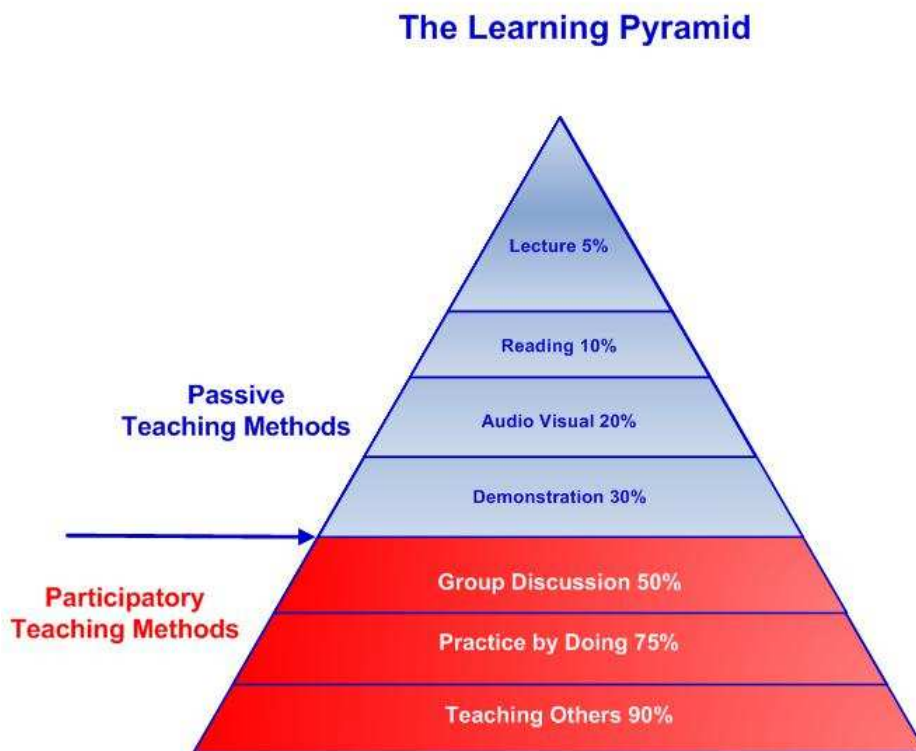 The Learning Pyramid
Lecture 5%
Reading 10%
Passive
Teaching Methods
Audio Visual 20%
Demonstration 30%
Group Discussion 50%
Participatory
Teaching Methods
Practice by Doing 75%
Teaching Others 90%